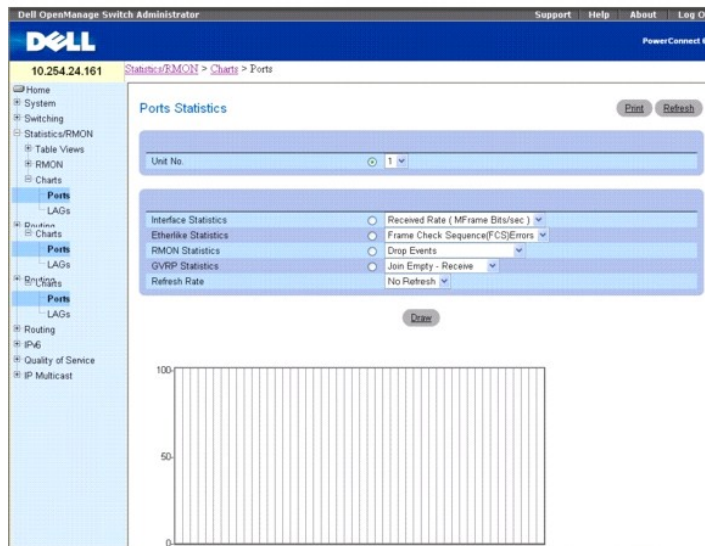 Dell OpenManage Switch Administrator
Support Help About Log O
DELL
PowerConnect
10.254.24.161
Statistics/RMON > Charts > Ports
Home
System
Switching
Statistics/RMON
Table Views
RMON
Charts
Ports
LAGs
Routing
Charts
Ports
LAGs
Routing
Charts
Ports
LAGs
Routing
IPv6
Quality of Service
IP Multicast
Ports Statistics
Print Refresh
Unit No. 1
Interface Statistics Received Rate ( MFrame Bits/sec )
Etherlike Statistics Frame Check Sequence(FCS)Errors
RMON Statistics Drop Events
GVRP Statistics Join Empty - Receive
Refresh Rate No Refresh
Draw
100
50
0